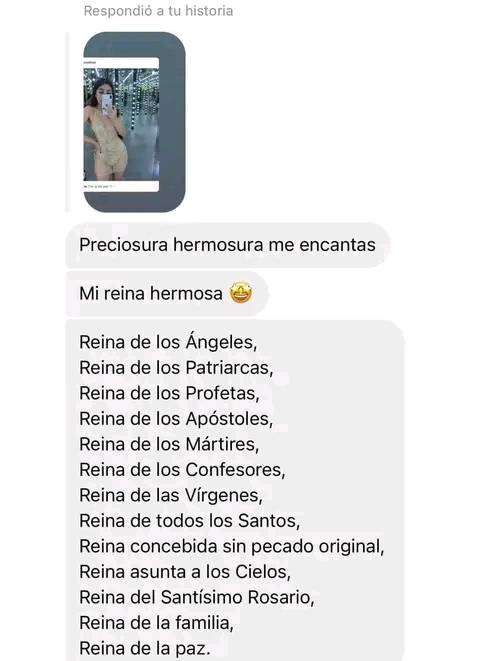 Respondió a tu historia
Preciosura hermosura me encantas
Mi reina hermosa 🤩
Reina de los Ángeles,
Reina de los Patriarcas,
Reina de los Profetas,
Reina de los Apóstoles,
Reina de los Mártires,
Reina de los Confesores,
Reina de las Vírgenes,
Reina de todos los Santos,
Reina concebida sin pecado original,
Reina asunta a los Cielos,
Reina del Santísimo Rosario,
Reina de la familia,
Reina de la paz.